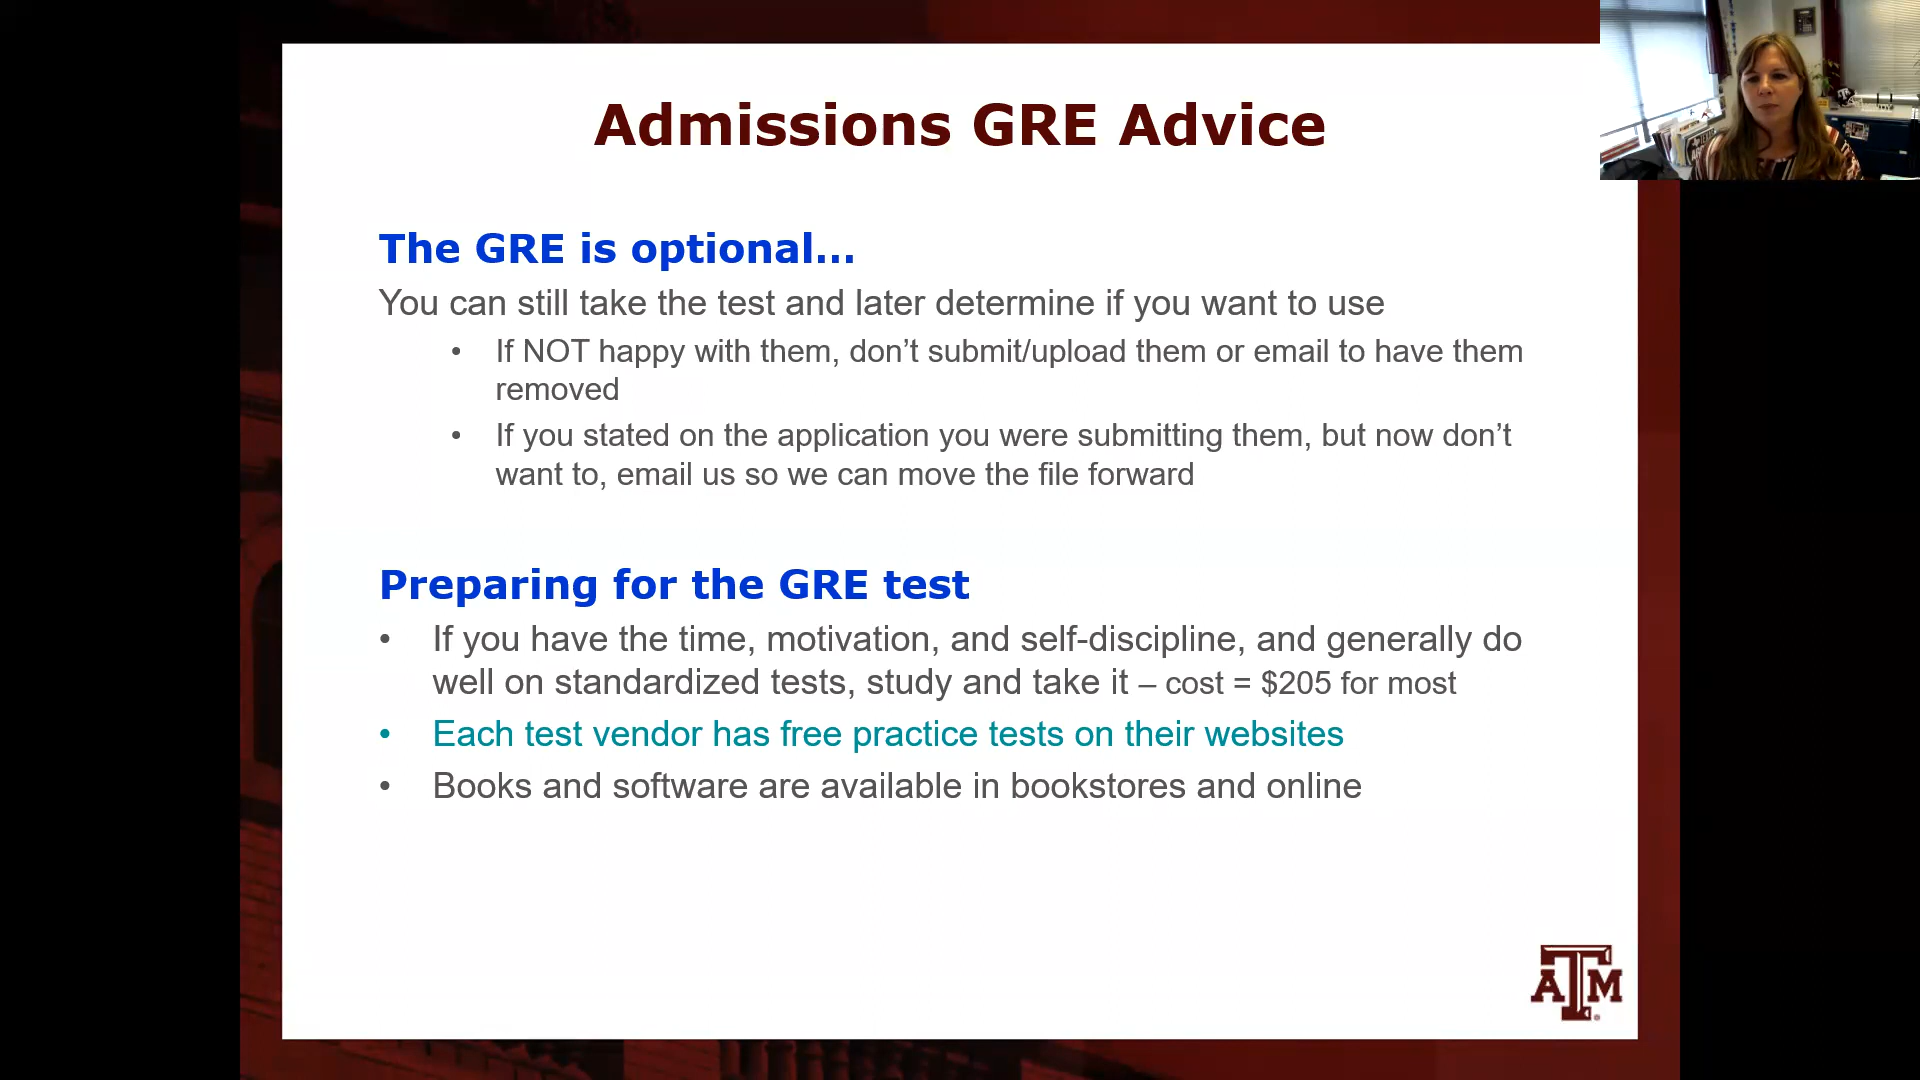 Admissions GRE Advice
The GRE is optional...
You can still take the test and later determine if you want to use
• If NOT happy with them, don’t submit/upload them or email to have them
removed
• If you stated on the application you were submitting them, but now don’t
want to, email us so we can move the file forward
Preparing for the GRE test
• If you have the time, motivation, and self-discipline, and generally do
well on standardized tests, study and take it – cost = $205 for most
• Each test vendor has free practice tests on their websites
• Books and software are available in bookstores and online
ATM